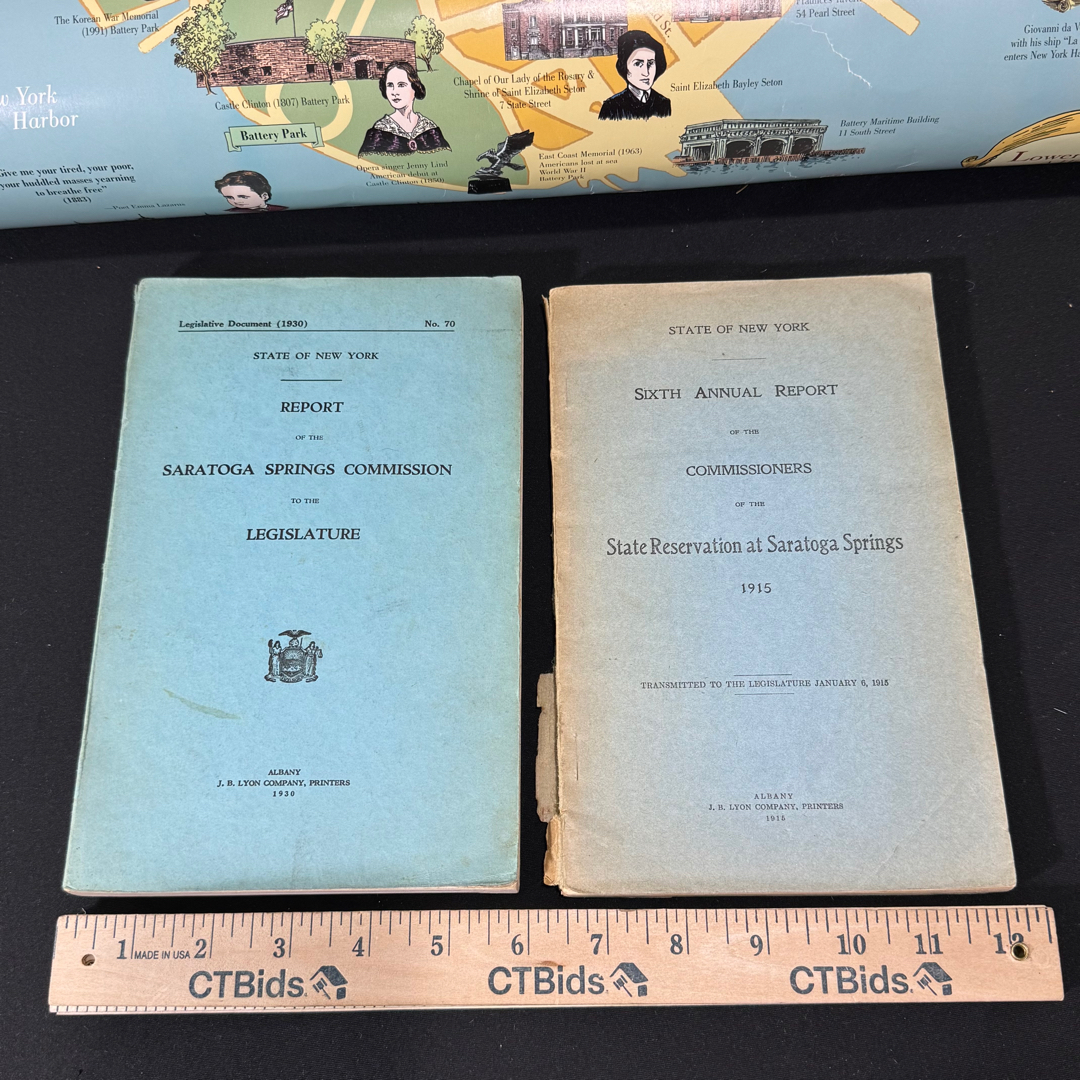 The Korean War Memorial
(1991) Battery Park
54 Pearl Street
Giovanni da
with his ship "La
enters New York
York
Harbor
Castle Clinton (1807) Battery Park
Battery Park
Chapel of Our Lady of the Rosary &
Shrine of Saint Elizabeth Seton
7 State Street
Saint Elizabeth Bayley Seton
Battery Maritime Building
11 South Street
Give me your tired, your poor,
your huddled masses yearning
to breathe free"
(1883)
—Poet Emma Lazarus
Opera singer Jenny Lind
American debut at
Castle Clinton (1850)
East Coast Memorial (1963)
Americans lost at sea
World War II
Battery Park
Lower
Legislative Document (1930) No. 70
STATE OF NEW YORK
REPORT
OF THE
SARATOGA SPRINGS COMMISSION
TO THE
LEGISLATURE
ALBANY
J. B. LYON COMPANY, PRINTERS
1930
STATE OF NEW YORK
SIXTH ANNUAL REPORT
OF THE
COMMISSIONERS
OF THE
State Reservation at Saratoga Springs
1915
TRANSMITTED TO THE LEGISLATURE JANUARY 6, 1915
ALBANY
J. B. LYON COMPANY, PRINTERS
1915
1 MADE IN USA 2 3 4 5 6 7 8 9 10 11 12
CTBids. CTBids. CTBids.